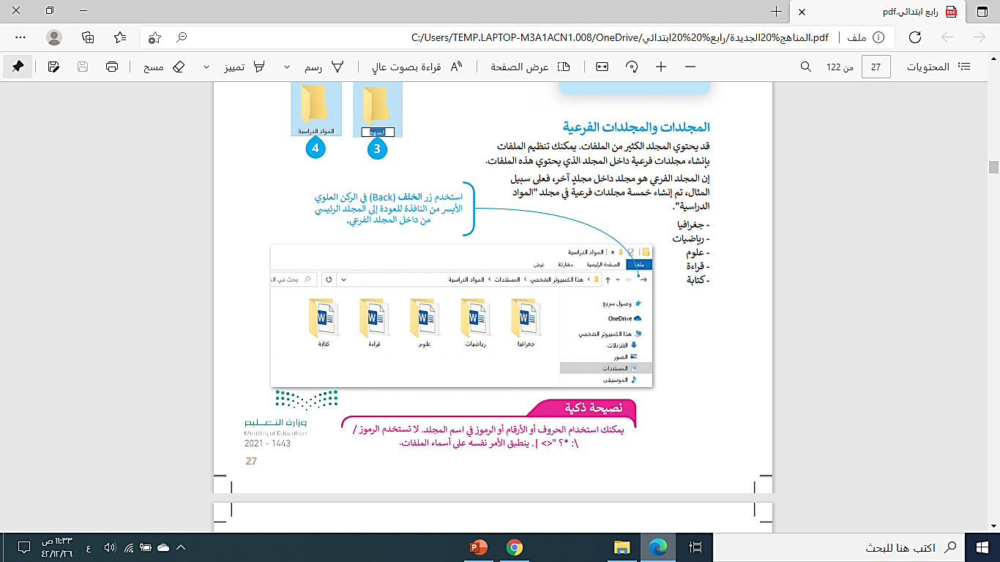 رابع ابتدائي.pdf
ملف
C:/Users/TEMP.LAPTOP-M3A1ACN1.008/OneDrive/المناهج%20الجديدة/رابع%20%20ابتدائي.pdf
المحتويات
27
من 122
عرض الصفحة
قراءة بصوت عالٍ
رسم
تمييز
مسح
المنهج
المواد الدراسية
3
4
المجلدات والمجلدات الفرعية
قد يحتوي المجلد الكثير من الملفات. يمكنك تنظيم الملفات
بإنشاء مجلدات فرعية داخل المجلد الذي يحتوي هذه الملفات.
إن المجلد الفرعي هو مجلد داخل مجلدٍ آخر، فعلى سبيل
المثال، تم إنشاء خمسة مجلدات فرعية في مجلد "المواد
الدراسية".
- جغرافيا
- رياضيات
- علوم
- قراءة
- كتابة
استخدم زر الخلف (Back) في الركن العلوي
الأيسر من النافذة للعودة إلى المجلد الرئيسي
من داخل المجلد الفرعي.
المواد الدراسية
ملف
الصفحة الرئيسية
مشاركة
عرض
هذا الكمبيوتر الشخصي › المستندات › المواد الدراسية
بحث في الم
وصول سريع
OneDrive
هذا الكمبيوتر الشخصي
التنزيلات
الصور
المستندات
الموسيقى
جغرافيا
رياضيات
علوم
قراءة
كتابة
نصيحة ذكية
يمكنك استخدام الحروف أو الأرقام أو الرموز في اسم المجلد. لا تستخدم الرموز /
\: *؟ "<> |. ينطبق الأمر نفسه على أسماء الملفات.
وزارة التعـــليم
Ministry of Education
2021 - 1443
27
اكتب هنا للبحث
ع
١١:٣٣ ص
٤٢/١٢/٢٦